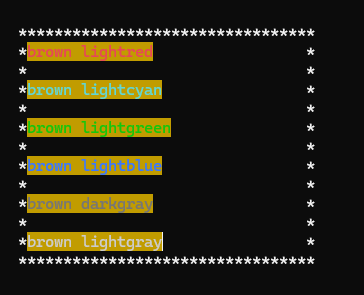 *********************************
*brown lightred                 *
*                               *
*brown lightcyan                *
*                               *
*brown lightgreen               *
*                               *
*brown lightblue                *
*                               *
*brown darkgray                 *
*                               *
*brown lightgray                *
*********************************